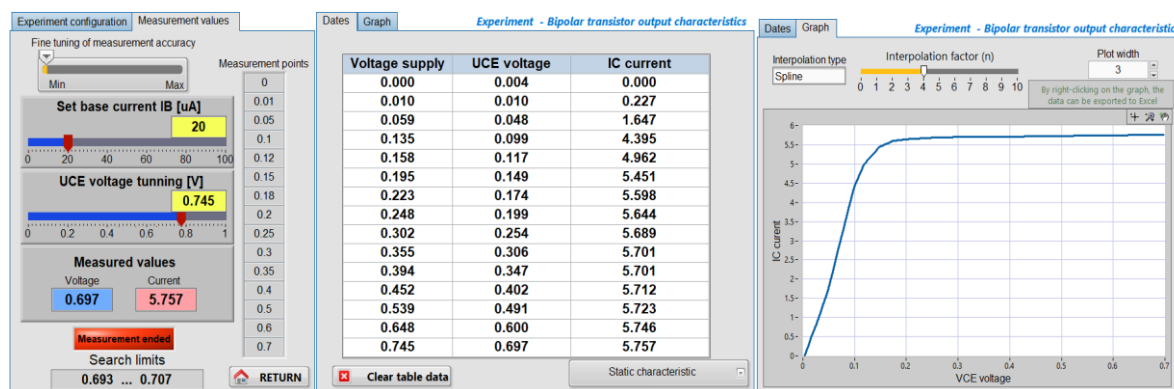 Experiment configuration Measurement values
Fine tuning of measurement accuracy
Min Max
Set base current IB [uA]
20
0 20 40 60 80 100
UCE voltage tunning [V]
0.745
0 0.2 0.4 0.6 0.8 1
Measured values
Voltage Current
0.697 5.757
Measurement ended
Search limits
0.693 ... 0.707
Measurement points
0
0.01
0.05
0.1
0.12
0.15
0.18
0.2
0.25
0.3
0.35
0.4
0.5
0.6
0.7
RETURN
Dates Graph
Experiment - Bipolar transistor output characteristics
Voltage supply UCE voltage IC current
0.000 0.004 0.000
0.010 0.010 0.227
0.059 0.048 1.647
0.135 0.099 4.395
0.158 0.117 4.962
0.195 0.149 5.451
0.223 0.174 5.598
0.248 0.199 5.644
0.302 0.254 5.689
0.355 0.306 5.701
0.394 0.347 5.701
0.452 0.402 5.712
0.539 0.491 5.723
0.648 0.600 5.746
0.745 0.697 5.757
Clear table data
Static characteristic
Dates Graph
Experiment - Bipolar transistor output characteristic
Interpolation type
Spline
Interpolation factor (n)
0 1 2 3 4 5 6 7 8 9 10
Plot width
3
By right-clicking on the graph, the
data can be exported to Excel
6
5.5
5
4.5
4
3.5
3
2.5
2
1.5
1
0.5
0
IC curent
0 0.1 0.2 0.3 0.4 0.5 0.6 0.7
VCE voltage